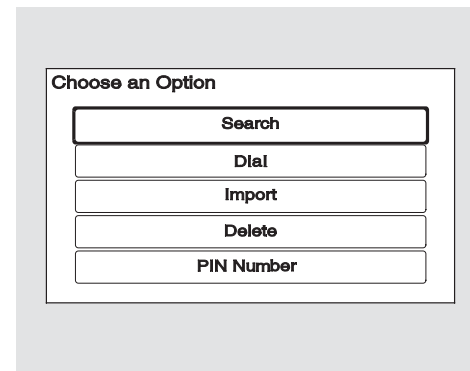 Choose an Option
Search
Dial
Import
Delete
PIN Number